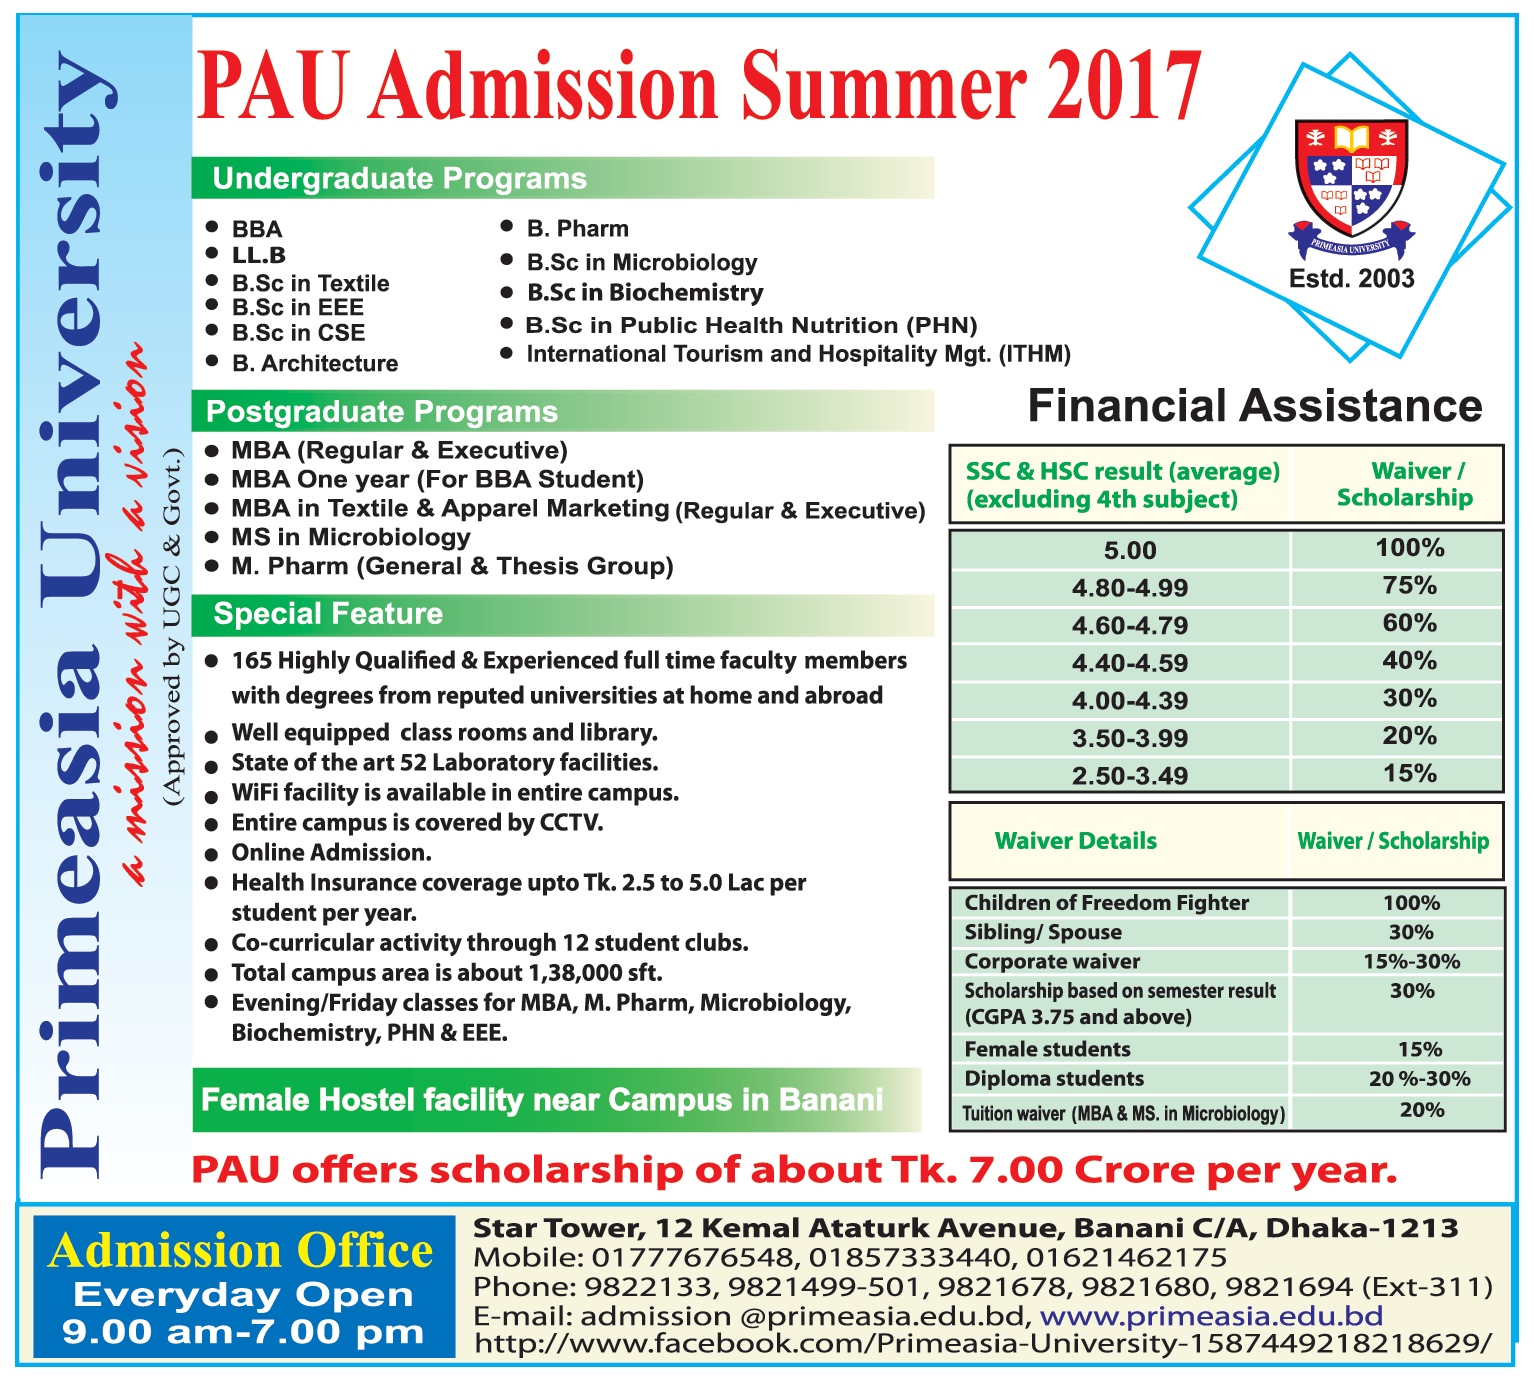 Primeasia University
a mission with a vision
(Approved by UGC & Govt.)
PAU Admission Summer 2017
PRIMEASIA UNIVERSITY
Estd. 2003
Undergraduate Programs
BBA
LL.B
B.Sc in Textile
B.Sc in EEE
B.Sc in CSE
B. Architecture
B. Pharm
B.Sc in Microbiology
B.Sc in Biochemistry
B.Sc in Public Health Nutrition (PHN)
International Tourism and Hospitality Mgt. (ITHM)
Postgraduate Programs
MBA (Regular & Executive)
MBA One year (For BBA Student)
MBA in Textile & Apparel Marketing (Regular & Executive)
MS in Microbiology
M. Pharm (General & Thesis Group)
Special Feature
165 Highly Qualified & Experienced full time faculty members
with degrees from reputed universities at home and abroad
Well equipped class rooms and library.
State of the art 52 Laboratory facilities.
WiFi facility is available in entire campus.
Entire campus is covered by CCTV.
Online Admission.
Health Insurance coverage upto Tk. 2.5 to 5.0 Lac per
student per year.
Co-curricular activity through 12 student clubs.
Total campus area is about 1,38,000 sft.
Evening/Friday classes for MBA, M. Pharm, Microbiology,
Biochemistry, PHN & EEE.
Female Hostel facility near Campus in Banani
Financial Assistance
SSC & HSC result (average) Waiver /
(excluding 4th subject) Scholarship
5.00 100%
4.80-4.99 75%
4.60-4.79 60%
4.40-4.59 40%
4.00-4.39 30%
3.50-3.99 20%
2.50-3.49 15%
Waiver Details Waiver / Scholarship
Children of Freedom Fighter 100%
Sibling/ Spouse 30%
Corporate waiver 15%-30%
Scholarship based on semester result 30%
(CGPA 3.75 and above)
Female students 15%
Diploma students 20 %-30%
Tuition waiver (MBA & MS. in Microbiology) 20%
PAU offers scholarship of about Tk. 7.00 Crore per year.
Admission Office
Everyday Open
9.00 am-7.00 pm
Star Tower, 12 Kemal Ataturk Avenue, Banani C/A, Dhaka-1213
Mobile: 01777676548, 01857333440, 01621462175
Phone: 9822133, 9821499-501, 9821678, 9821680, 9821694 (Ext-311)
E-mail: admission @primeasia.edu.bd, www.primeasia.edu.bd
http://www.facebook.com/Primeasia-University-1587449218218629/